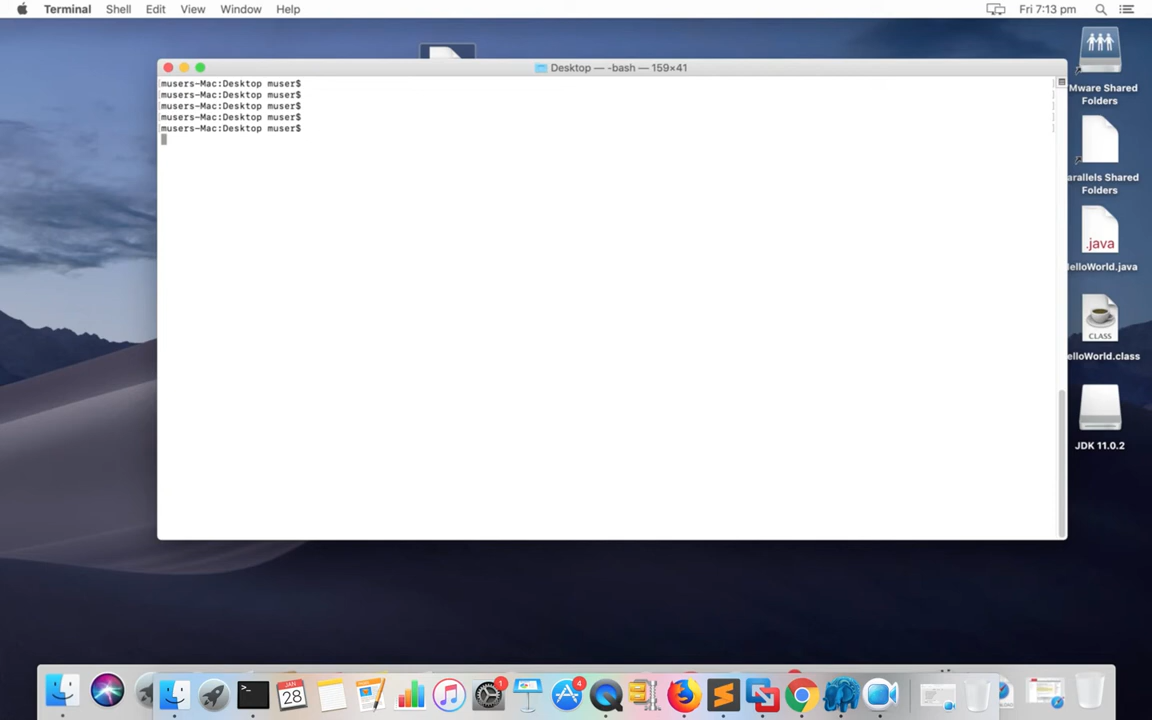 Terminal Shell Edit View Window Help Fri 7:13 pm
Desktop — -bash — 159×41
musers-Mac:Desktop muser$
musers-Mac:Desktop muser$
musers-Mac:Desktop muser$
musers-Mac:Desktop muser$
musers-Mac:Desktop muser$
Mware Shared
Folders
arallels Shared
Folders
.java
elloWorld.java
CLASS
elloWorld.class
JDK 11.0.2
JAN
28
1
4